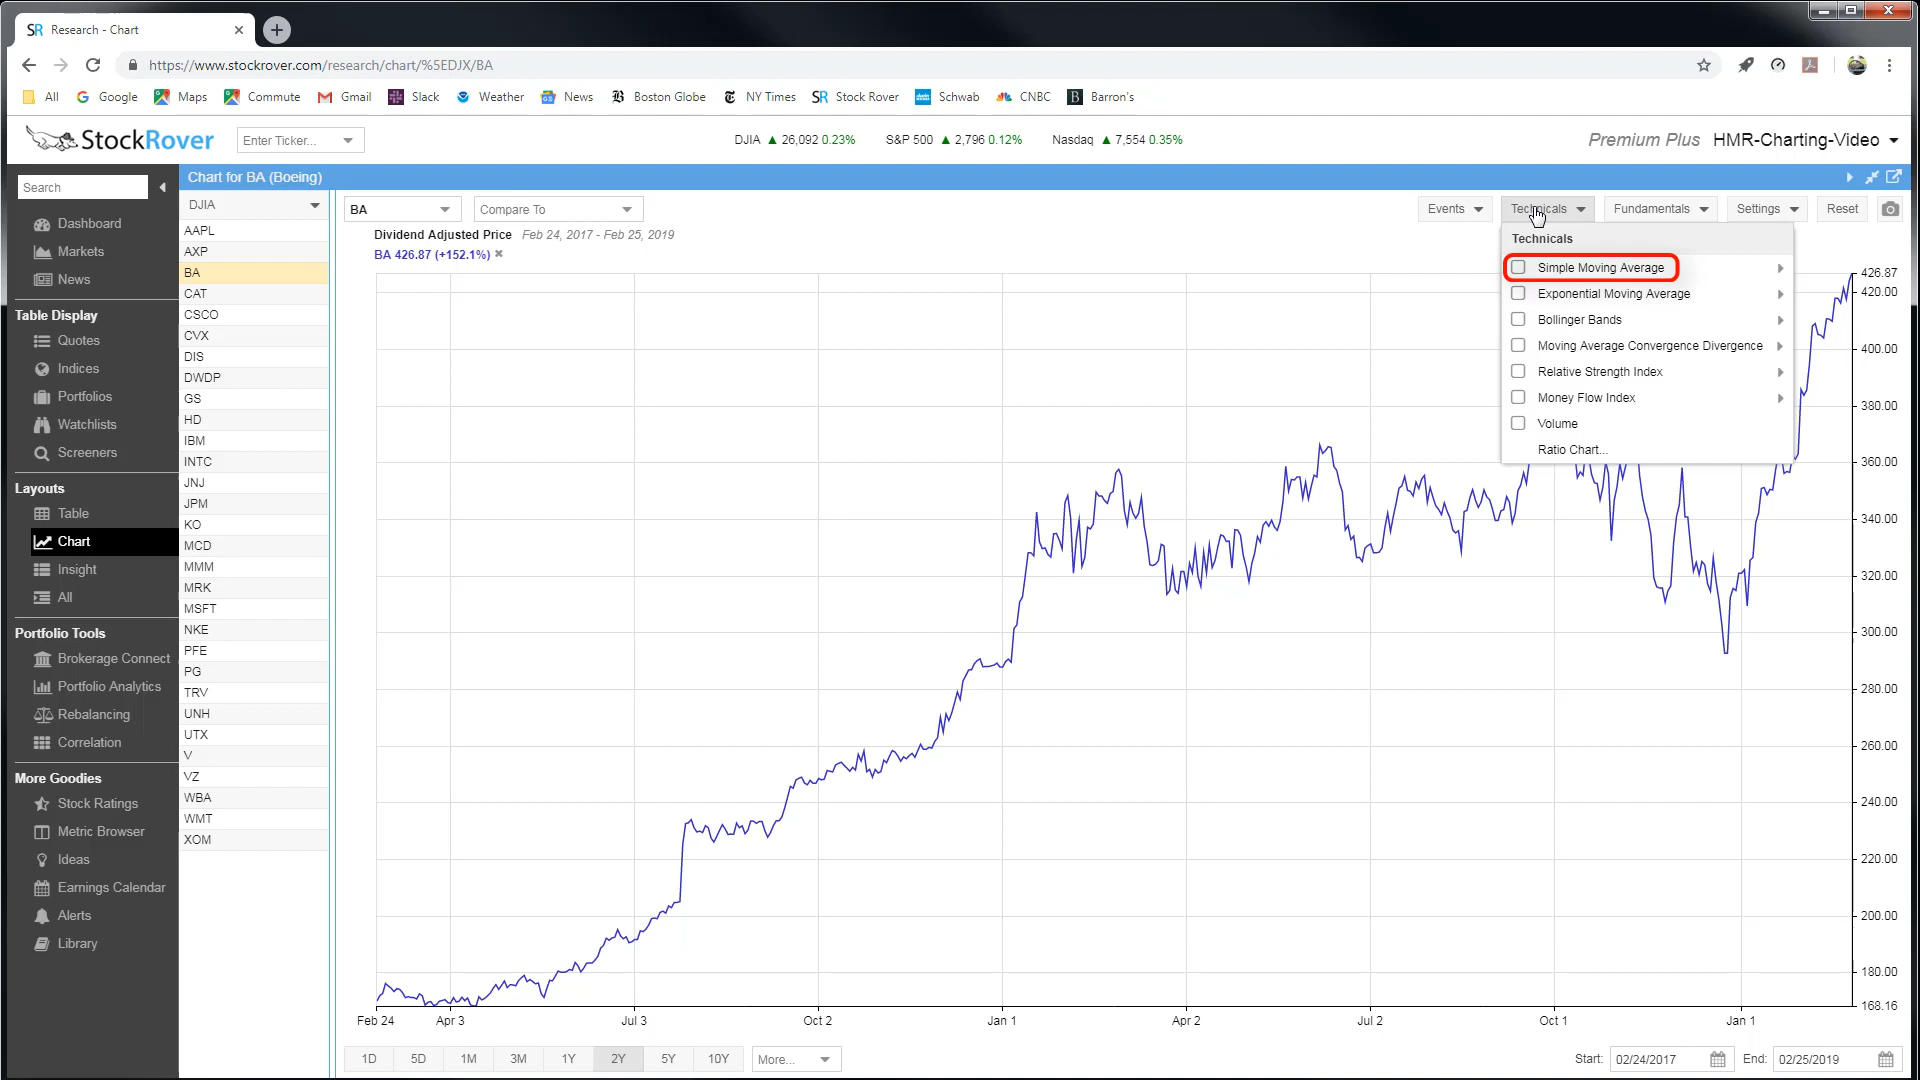 SR Research - Chart
https://www.stockrover.com/research/chart/%5EDJX/BA
All Google Maps Commute Gmail Slack Weather News Boston Globe NY Times SR Stock Rover Schwab CNBC B Barron's
StockRover Enter Ticker... DJIA ▲ 26,092 0.23% S&P 500 ▲ 2,796 0.12% Nasdaq ▲ 7,554 0.35% Premium Plus HMR-Charting-Video
Search
Dashboard
Markets
News
Table Display
Quotes
Indices
Portfolios
Watchlists
Screeners
Layouts
Table
Chart
Insight
All
Portfolio Tools
Brokerage Connect
Portfolio Analytics
Rebalancing
Correlation
More Goodies
Stock Ratings
Metric Browser
Ideas
Earnings Calendar
Alerts
Library
Chart for BA (Boeing)
DJIA
AAPL
AXP
BA
CAT
CSCO
CVX
DIS
DWDP
GS
HD
IBM
INTC
JNJ
JPM
KO
MCD
MMM
MRK
MSFT
NKE
PFE
PG
TRV
UNH
UTX
V
VZ
WBA
WMT
XOM
BA Compare To Events Technicals Fundamentals Settings Reset
Dividend Adjusted Price Feb 24, 2017 - Feb 25, 2019
BA 426.87 (+152.1%)
Technicals
Simple Moving Average
Exponential Moving Average
Bollinger Bands
Moving Average Convergence Divergence
Relative Strength Index
Money Flow Index
Volume
Ratio Chart...
426.87
420.00
400.00
380.00
360.00
340.00
320.00
300.00
280.00
260.00
240.00
220.00
200.00
180.00
168.16
Feb 24 Apr 3 Jul 3 Oct 2 Jan 1 Apr 2 Jul 2 Oct 1 Jan 1
1D 5D 1M 3M 1Y 2Y 5Y 10Y More... Start: 02/24/2017 End: 02/25/2019